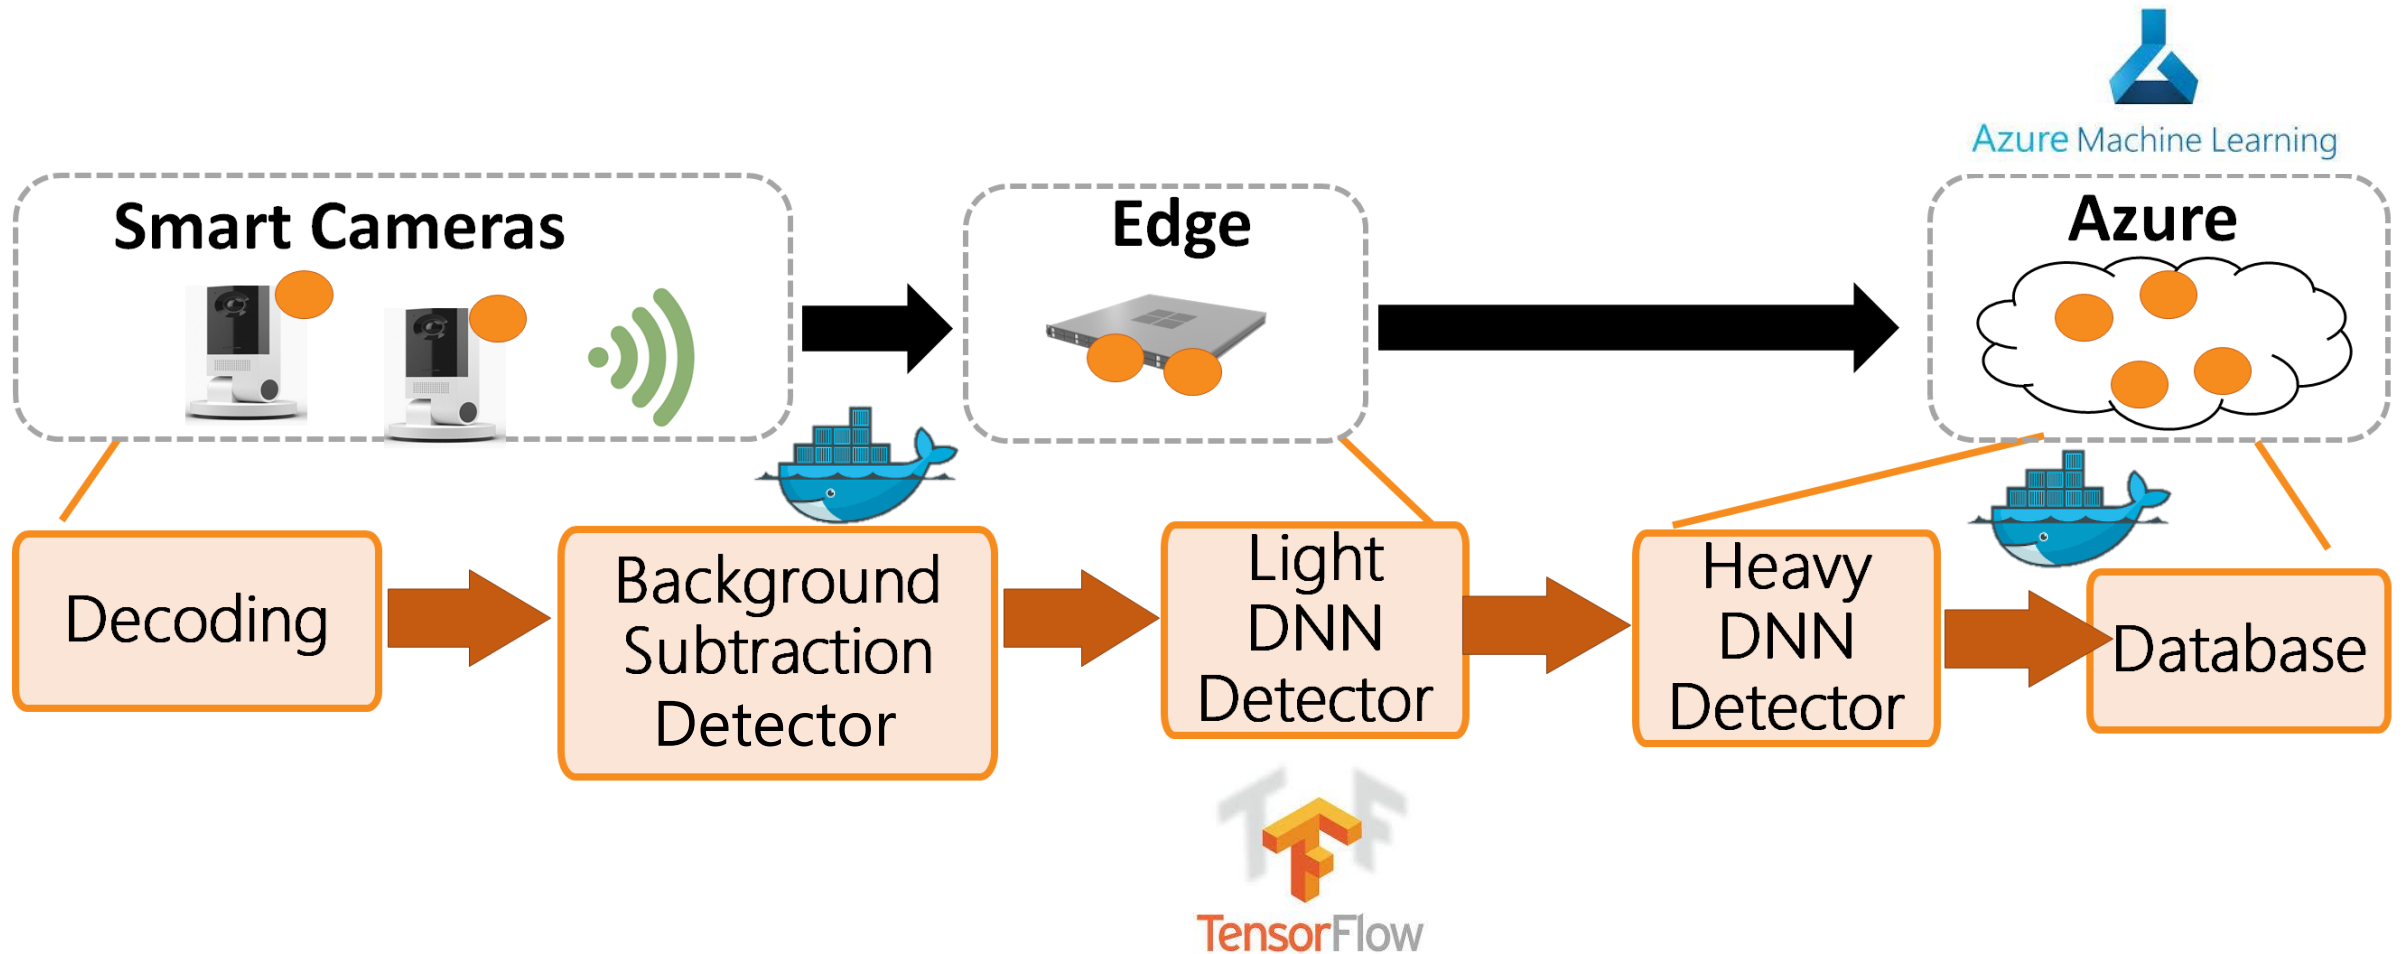 Azure Machine Learning
Smart Cameras
Edge
Azure
Decoding
Background
Subtraction
Detector
Light
DNN
Detector
Heavy
DNN
Detector
Database
TensorFlow